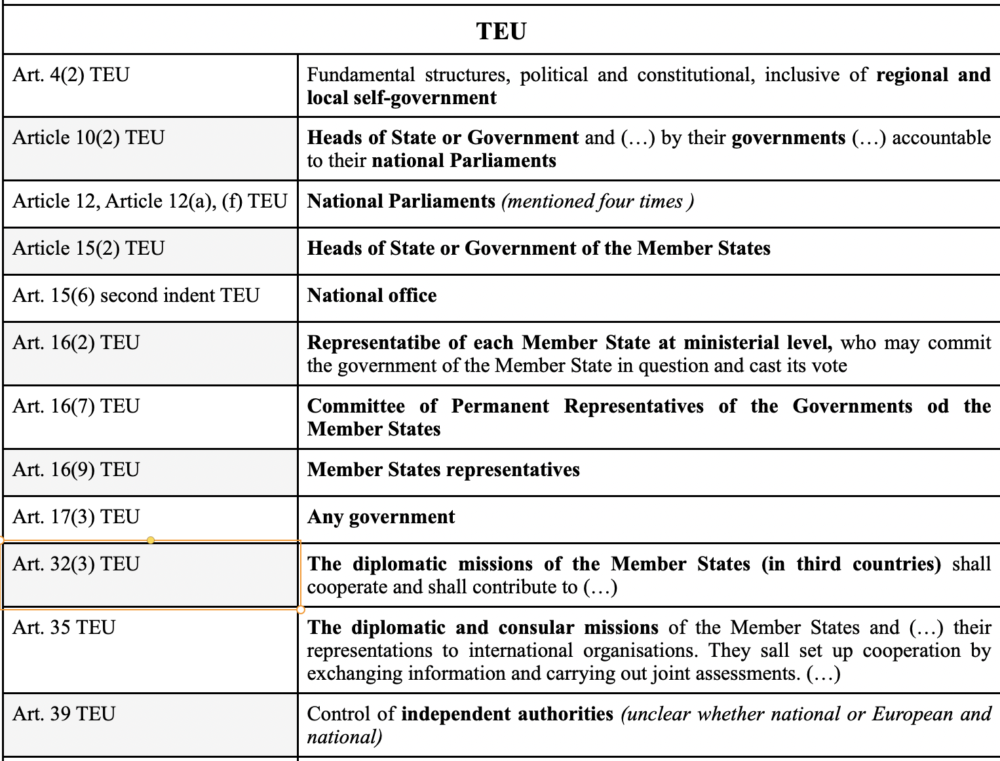 TEU
Art. 4(2) TEU
Fundamental structures, political and constitutional, inclusive of regional and
local self-government
Article 10(2) TEU
Heads of State or Government and (…) by their governments (…) accountable
to their national Parliaments
Article 12, Article 12(a), (f) TEU
National Parliaments (mentioned four times )
Article 15(2) TEU
Heads of State or Government of the Member States
Art. 15(6) second indent TEU
National office
Art. 16(2) TEU
Representatibe of each Member State at ministerial level, who may commit
the government of the Member State in question and cast its vote
Art. 16(7) TEU
Committee of Permanent Representatives of the Governments od the
Member States
Art. 16(9) TEU
Member States representatives
Art. 17(3) TEU
Any government
Art. 32(3) TEU
The diplomatic missions of the Member States (in third countries) shall
cooperate and shall contribute to (…)
Art. 35 TEU
The diplomatic and consular missions of the Member States and (…) their
representations to international organisations. They sall set up cooperation by
exchanging information and carrying out joint assessments. (…)
Art. 39 TEU
Control of independent authorities (unclear whether national or European and
national)